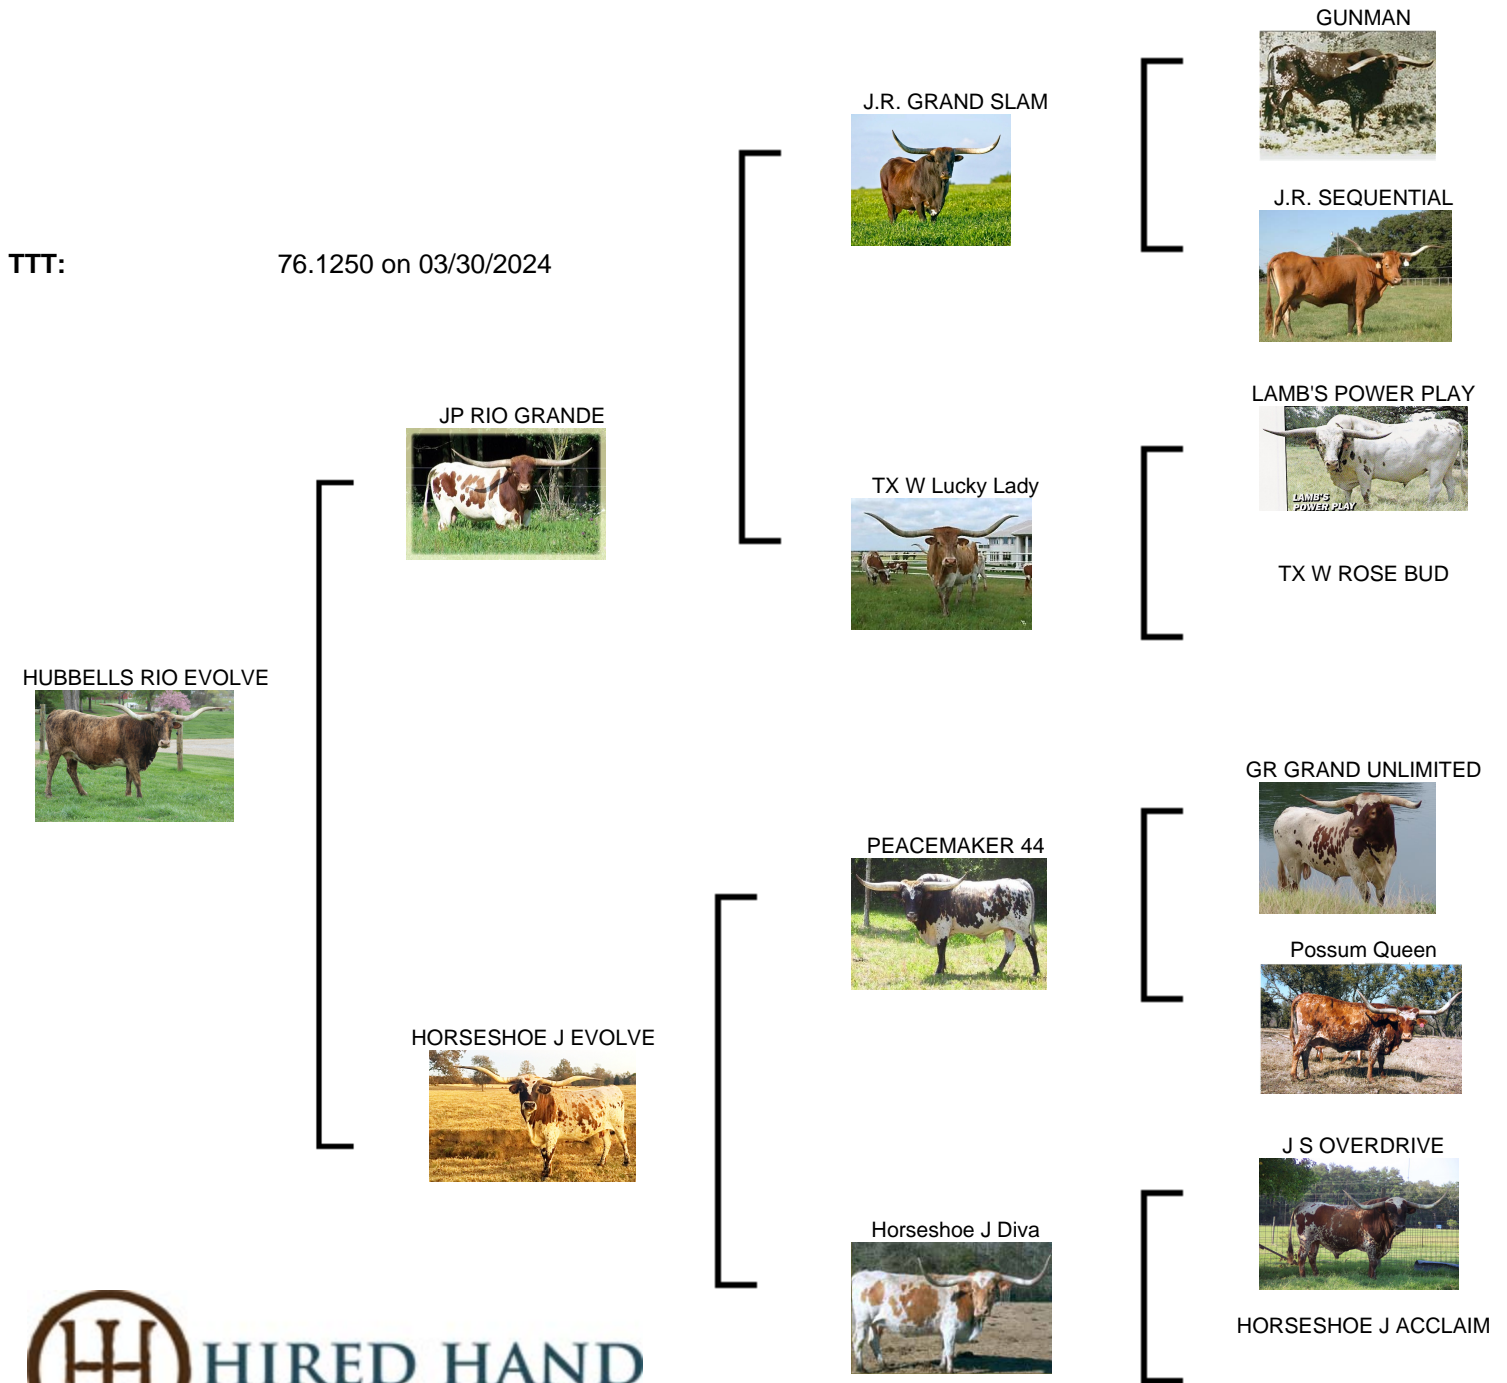 GUNMAN
J.R. GRAND SLAM
J.R. SEQUENTIAL
TTT: 76.1250 on 03/30/2024
LAMB'S POWER PLAY
JP RIO GRANDE
LAMB'S
POWER PLAY
TX W Lucky Lady
TX W ROSE BUD
HUBBELLS RIO EVOLVE
GR GRAND UNLIMITED
PEACEMAKER 44
Possum Queen
HORSESHOE J EVOLVE
J S OVERDRIVE
Horseshoe J Diva
HORSESHOE J ACCLAIM
HIRED HAND